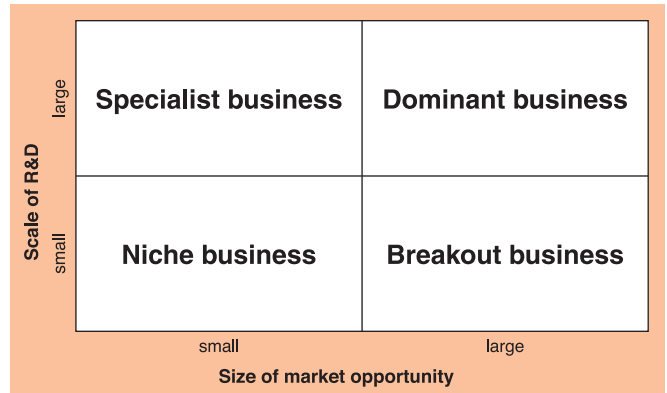 Scale of R&D
large
small
Specialist business
Dominant business
Niche business
Breakout business
small
large
Size of market opportunity